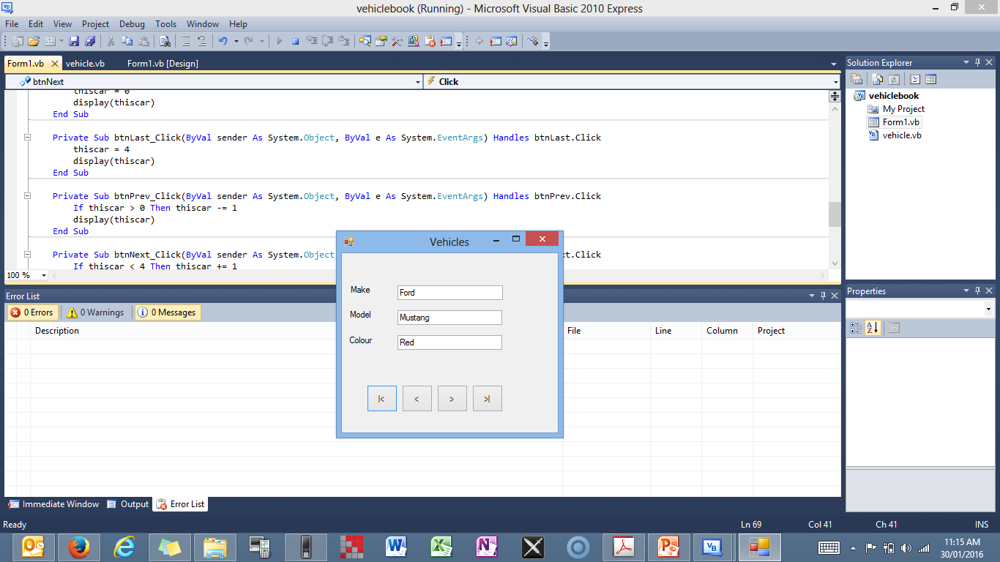 vehiclebook (Running) - Microsoft Visual Basic 2010 Express
File Edit View Project Debug Tools Window Help
Form1.vb vehicle.vb Form1.vb [Design]
btnNext Click
thiscar = 0
display(thiscar)
End Sub
Private Sub btnLast_Click(ByVal sender As System.Object, ByVal e As System.EventArgs) Handles btnLast.Click
thiscar = 4
display(thiscar)
End Sub
Private Sub btnPrev_Click(ByVal sender As System.Object, ByVal e As System.EventArgs) Handles btnPrev.Click
If thiscar > 0 Then thiscar -= 1
display(thiscar)
End Sub
Private Sub btnNext_Click(ByVal sender As System.Object, xt.Click
If thiscar < 4 Then thiscar += 1
100 %
Solution Explorer
vehiclebook
My Project
Form1.vb
vehicle.vb
Vehicles
Make Ford
Model Mustang
Colour Red
|< < > >|
Error List
0 Errors 0 Warnings 0 Messages
Description File Line Column Project
Properties
Immediate Window Output Error List
Ready Ln 69 Col 41 Ch 41 INS
11:15 AM
30/01/2016